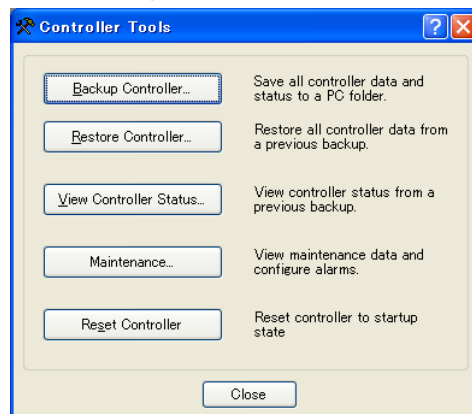 Controller Tools
Backup Controller...
Save all controller data and
status to a PC folder.
Restore Controller...
Restore all controller data from
a previous backup.
View Controller Status...
View controller status from a
previous backup.
Maintenance...
View maintenance data and
configure alarms.
Reset Controller
Reset controller to startup
state
Close